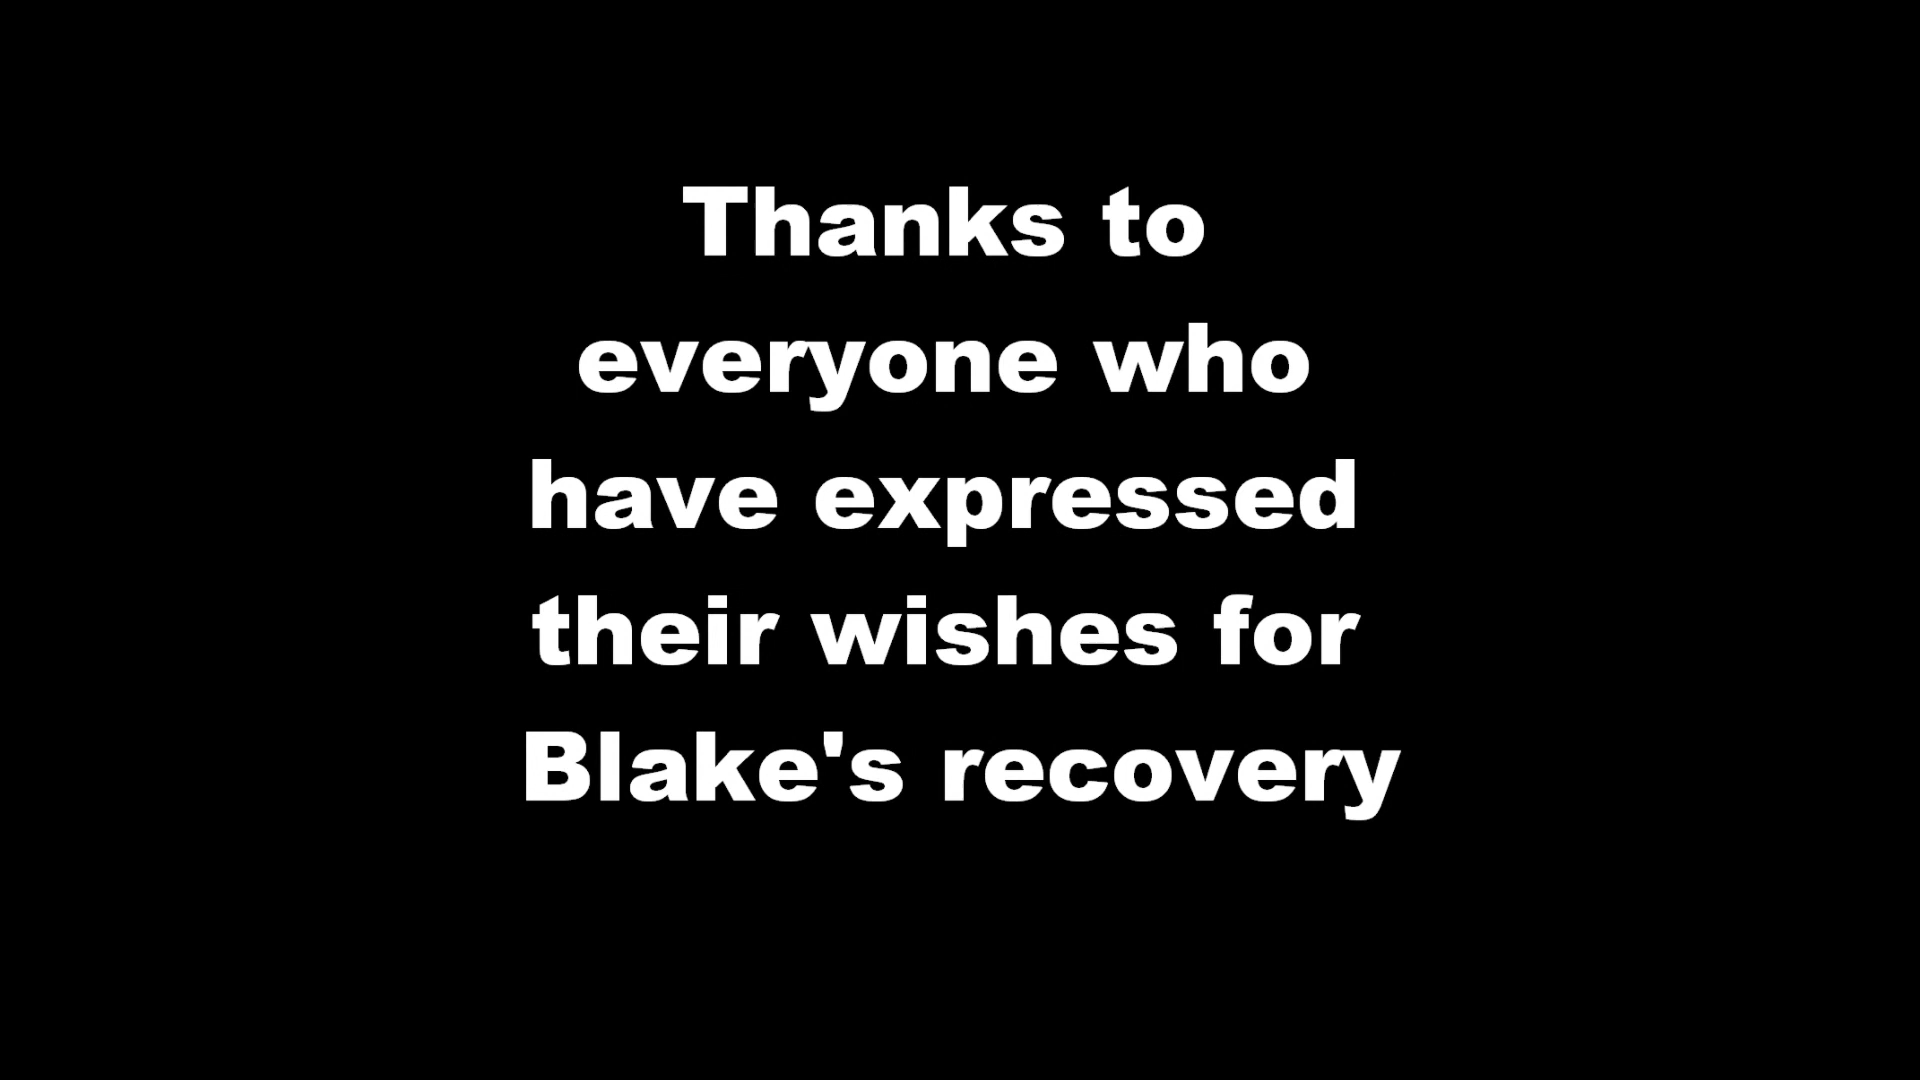 Thanks to
everyone who
have expressed
their wishes for
Blake's recovery